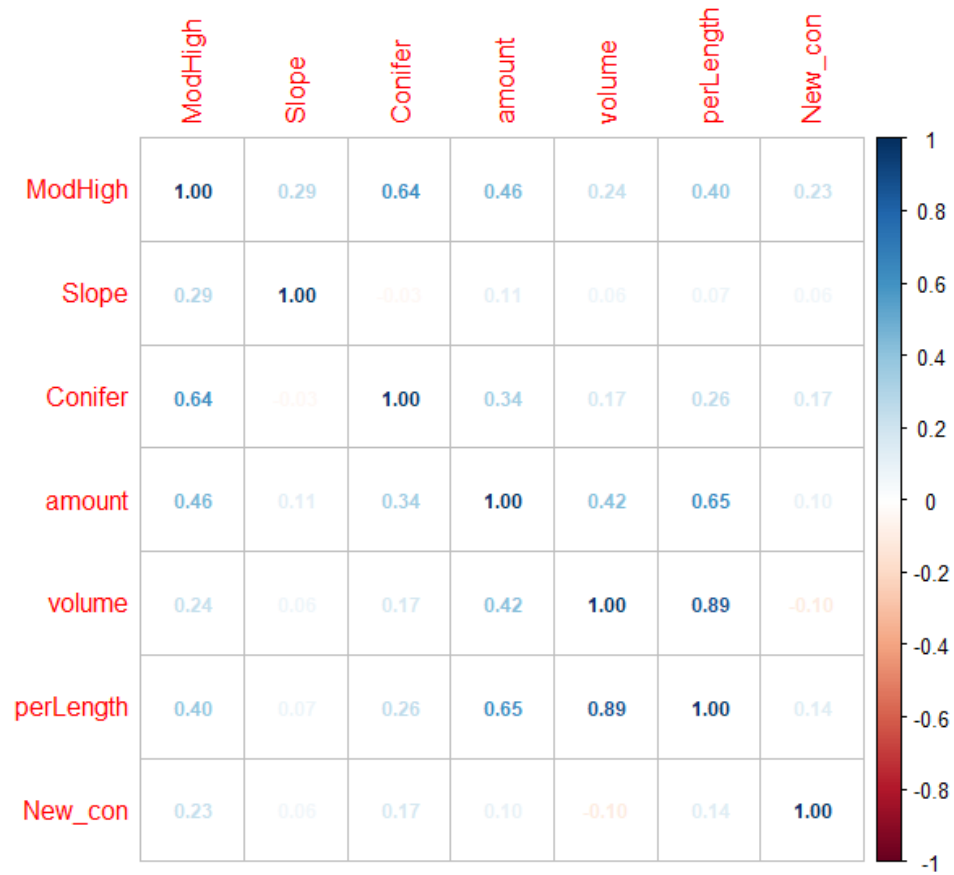 ModHigh Slope Conifer amount volume perLength New_con
1
ModHigh 1.00 0.29 0.64 0.46 0.24 0.40 0.23
0.8
Slope 0.29 1.00 -0.03 0.11 0.06 0.07 0.06
0.6
0.4
Conifer 0.64 -0.03 1.00 0.34 0.17 0.26 0.17
0.2
amount 0.46 0.11 0.34 1.00 0.42 0.65 0.10
0
-0.2
volume 0.24 0.06 0.17 0.42 1.00 0.89 -0.10
-0.4
perLength 0.40 0.07 0.26 0.65 0.89 1.00 0.14
-0.6
-0.8
New_con 0.23 0.06 0.17 0.10 -0.10 0.14 1.00
-1